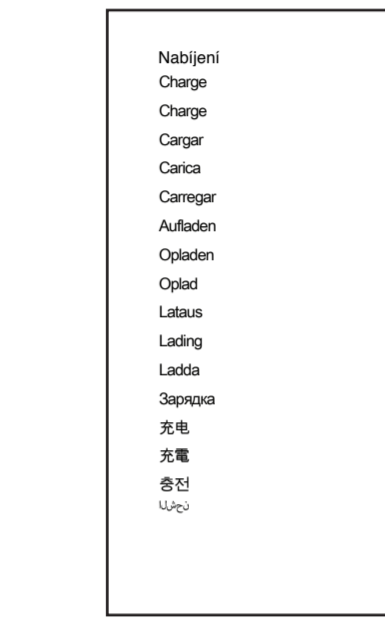 Nabíjení
Charge
Charge
Cargar
Carica
Carregar
Aufladen
Opladen
Oplad
Lataus
Lading
Ladda
Зарядка
充电
充電
충전
ﻥﺡﺵﻝﺍ